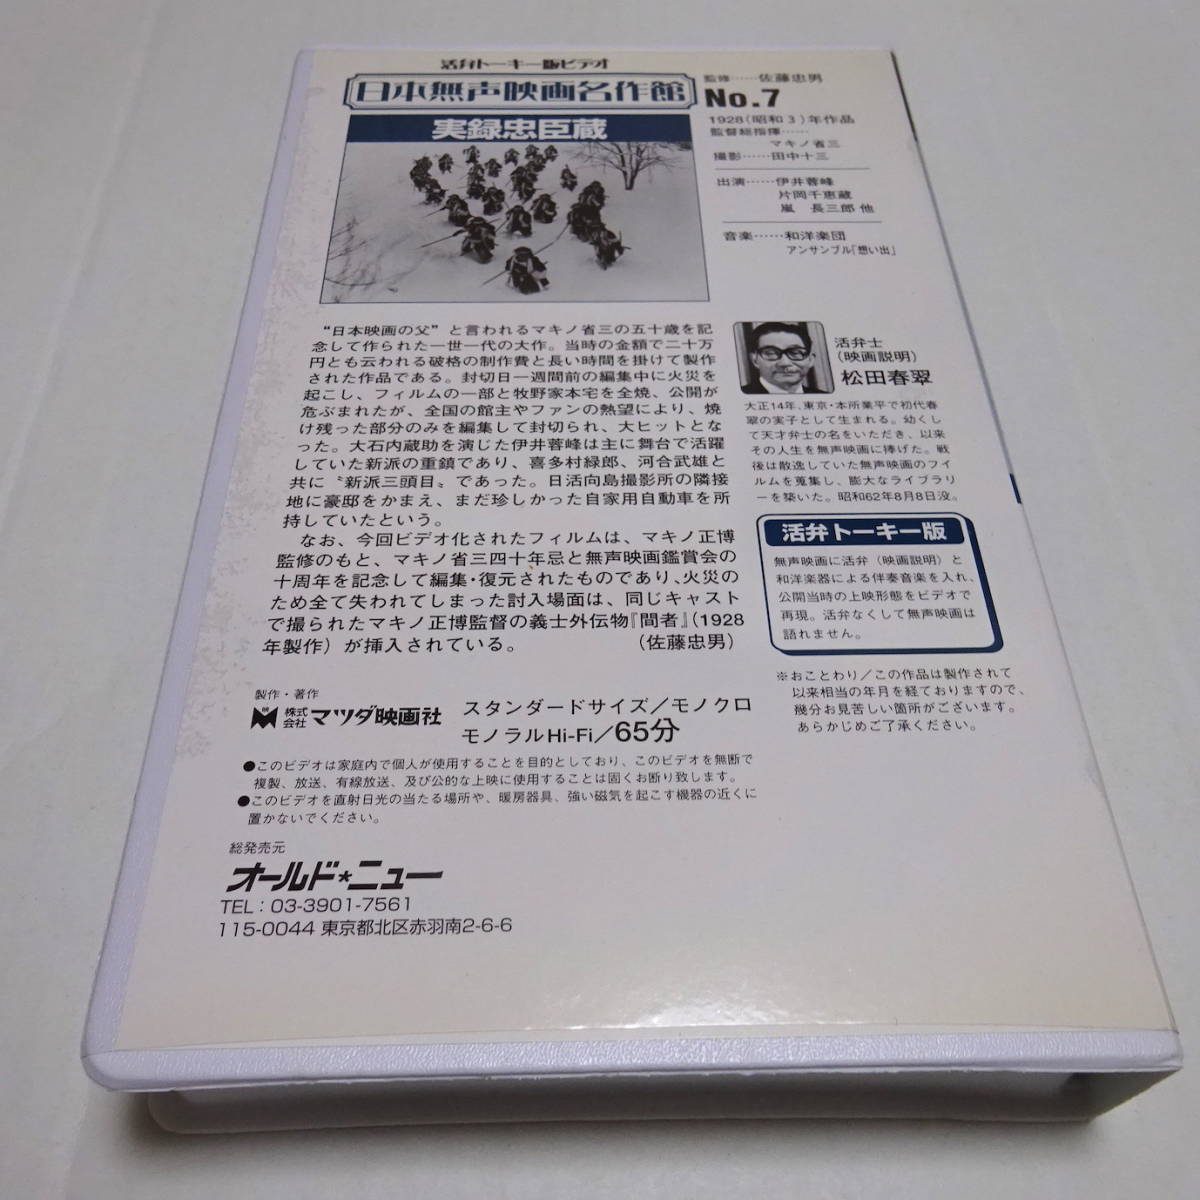 活弁トーキー版ビデオ
日本無声映画名作館
実録忠臣蔵
監修……佐藤忠男
No.7
1928(昭和3)年作品
監督総指揮……
マキノ省三
撮影……田中十三
出演……伊井蓉峰
片岡千恵蔵
嵐 長三郎 他
音楽……和洋楽団
アンサンブル「想い出」
“日本映画の父”と言われるマキノ省三の五十歳を記
念して作られた一世一代の大作。当時の金額で二十万
円とも云われる破格の制作費と長い時間を掛けて製作
された作品である。封切日一週間前の編集中に火災を
起こし、フィルムの一部と牧野家本宅を全焼、公開が
危ぶまれたが、全国の館主やファンの熱望により、焼
け残った部分のみを編集して封切られ、大ヒットとな
った。大石内蔵助を演じた伊井蓉峰は主に舞台で活躍
していた新派の重鎮であり、喜多村緑郎、河合武雄と
共に〝新派三頭目〟であった。日活向島撮影所の隣接
地に豪邸をかまえ、まだ珍しかった自家用自動車を所
持していたという。
なお、今回ビデオ化されたフィルムは、マキノ正博
監修のもと、マキノ省三四十年忌と無声映画鑑賞会の
十周年を記念して編集・復元されたものであり、火災の
ため全て失われてしまった討入場面は、同じキャスト
で撮られたマキノ正博監督の義士外伝物『間者』(1928
年製作)が挿入されている。 (佐藤忠男)
活弁士
(映画説明)
松田春翠
大正14年、東京・本所業平で初代春
翠の実子として生まれる。幼くし
て天才弁士の名をいただき、以来
その人生を無声映画に捧げた。戦
後は散逸していた無声映画のフイ
ルムを蒐集し、膨大なライブラリ
ーを築いた。昭和62年8月8日没。
活弁トーキー版
無声映画に活弁(映画説明)と
和洋楽器による伴奏音楽を入れ、
公開当時の上映形態をビデオで
再現。活弁なくして無声映画は
語れません。
※おことわり／この作品は製作されて
以来相当の年月を経ておりますので、
幾分お見苦しい箇所がございます。
あらかじめご了承ください。
製作・著作
株式会社 マツダ映画社
スタンダードサイズ／モノクロ
モノラルHi-Fi／65分
●このビデオは家庭内で個人が使用することを目的としており、このビデオを無断で
複製、放送、有線放送、及び公的な上映に使用することは固くお断り致します。
●このビデオを直射日光の当たる場所や、暖房器具、強い磁気を起こす機器の近くに
置かないでください。
総発売元
オールド★ニュー
TEL：03-3901-7561
115-0044 東京都北区赤羽南2-6-6